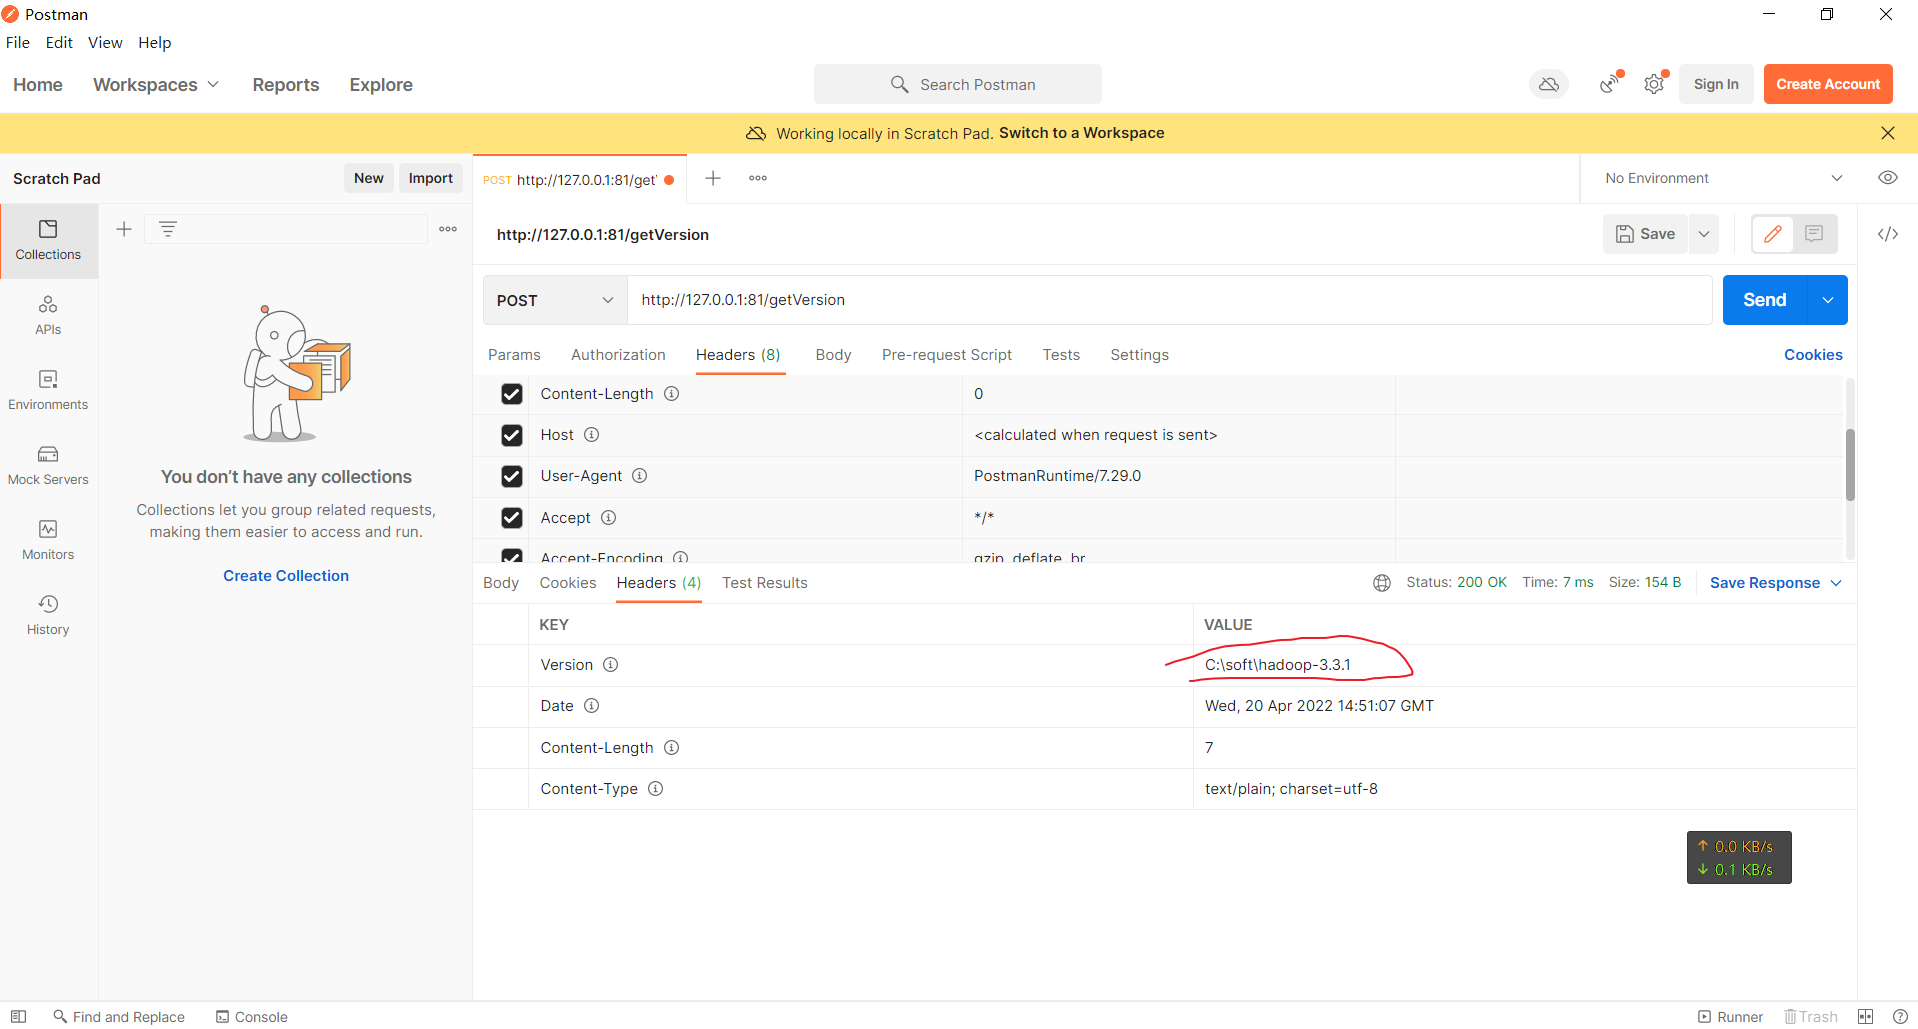 Postman
File Edit View Help
Home Workspaces Reports Explore Search Postman Sign In Create Account
Working locally in Scratch Pad. Switch to a Workspace
Scratch Pad New Import POST http://127.0.0.1:81/get No Environment
Collections
APIs
Environments
Mock Servers
Monitors
History
You don’t have any collections
Collections let you group related requests,
making them easier to access and run.
Create Collection
http://127.0.0.1:81/getVersion Save
POST http://127.0.0.1:81/getVersion Send
Params Authorization Headers (8) Body Pre-request Script Tests Settings Cookies
Content-Length 0
Host <calculated when request is sent>
User-Agent PostmanRuntime/7.29.0
Accept */*
Accept-Encoding gzip, deflate, br
Body Cookies Headers (4) Test Results Status: 200 OK Time: 7 ms Size: 154 B Save Response
KEY VALUE
Version C:\soft\hadoop-3.3.1
Date Wed, 20 Apr 2022 14:51:07 GMT
Content-Length 7
Content-Type text/plain; charset=utf-8
↑ 0.0 KB/s
↓ 0.1 KB/s
Find and Replace Console Runner Trash